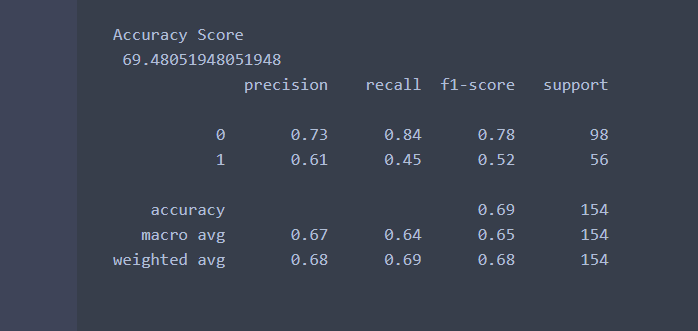 Accuracy Score
69.48051948051948
precision recall f1-score support
0 0.73 0.84 0.78 98
1 0.61 0.45 0.52 56
accuracy 0.69 154
macro avg 0.67 0.64 0.65 154
weighted avg 0.68 0.69 0.68 154